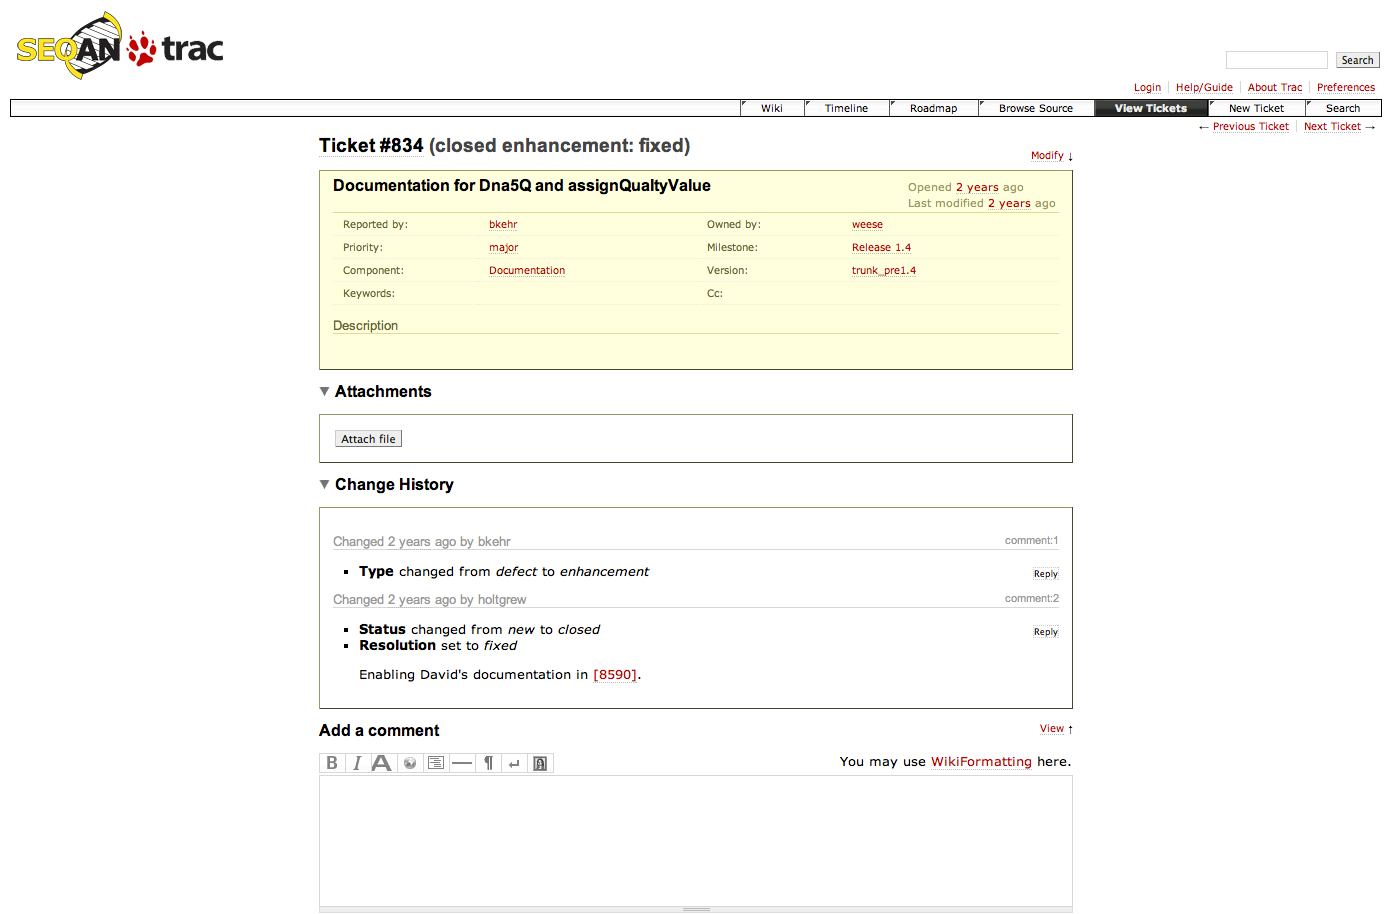 SEQAN trac
Search
Login Help/Guide About Trac Preferences
Wiki Timeline Roadmap Browse Source View Tickets New Ticket Search
← Previous Ticket Next Ticket →
Ticket #834 (closed enhancement: fixed)
Modify ↓
Documentation for Dna5Q and assignQualtyValue
Opened 2 years ago
Last modified 2 years ago
Reported by: bkehr Owned by: weese
Priority: major Milestone: Release 1.4
Component: Documentation Version: trunk_pre1.4
Keywords: Cc:
Description
▼ Attachments
Attach file
▼ Change History
Changed 2 years ago by bkehr comment:1
▪ Type changed from defect to enhancement Reply
Changed 2 years ago by holtgrew comment:2
▪ Status changed from new to closed Reply
▪ Resolution set to fixed
Enabling David's documentation in [8590].
Add a comment View ↑
B I A ¶ ↵ You may use WikiFormatting here.